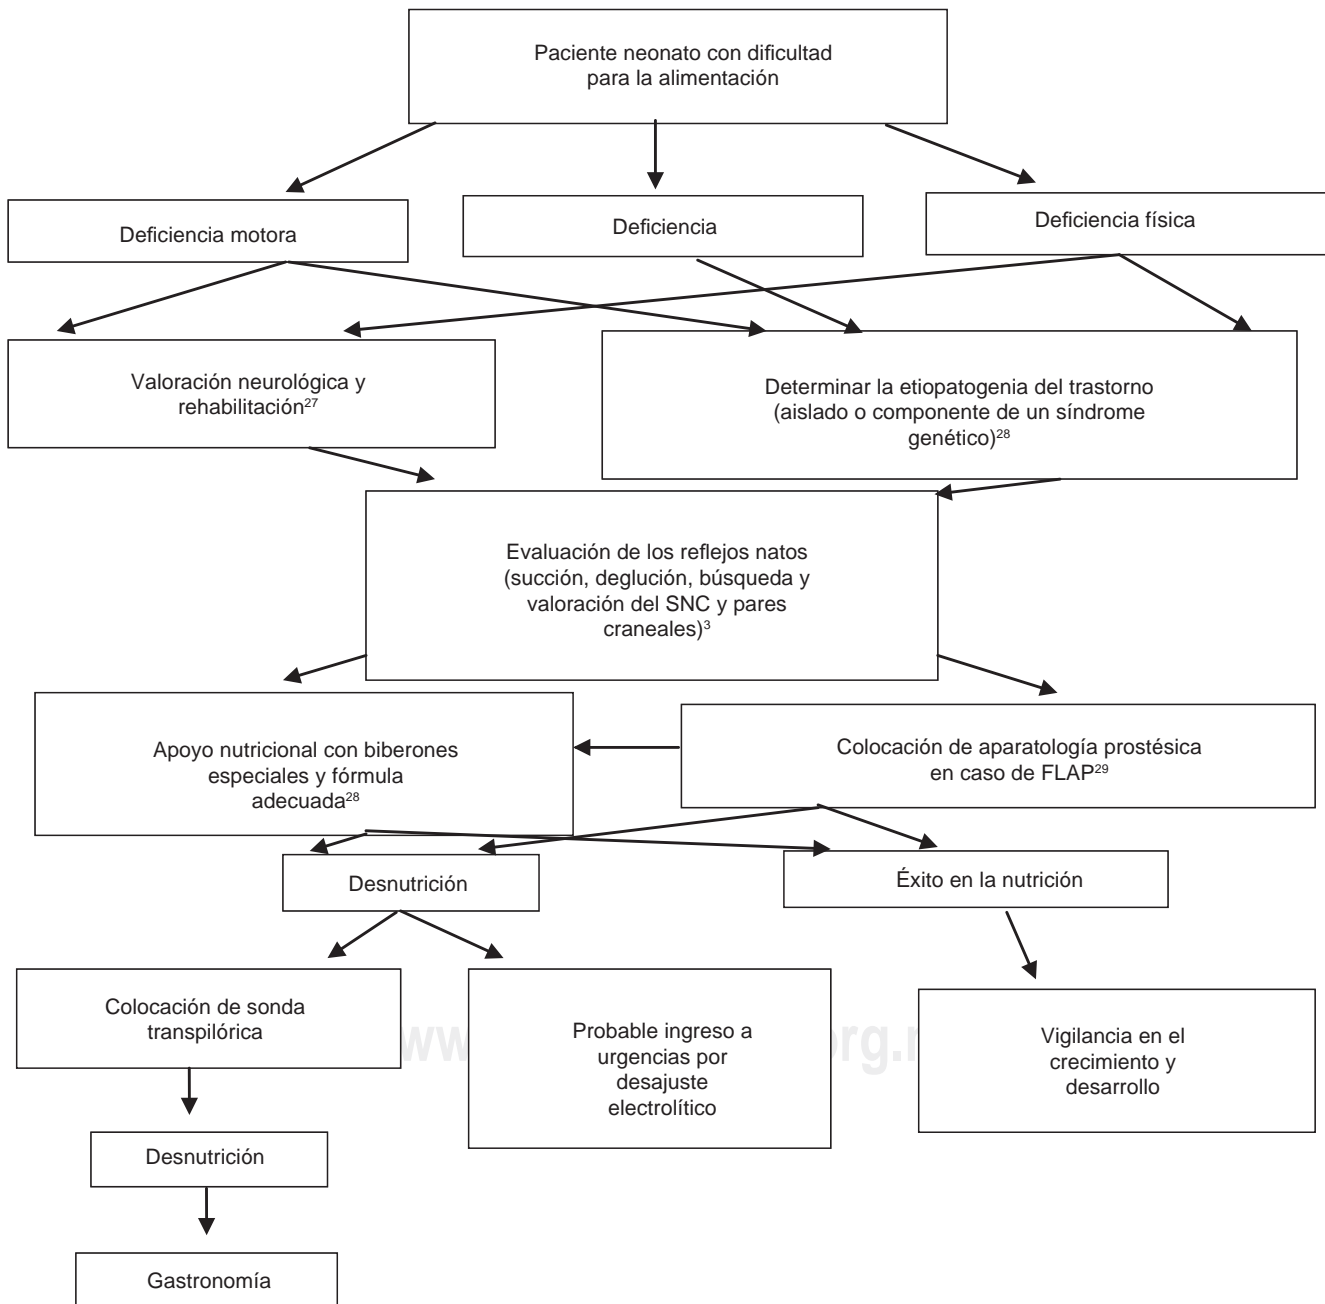 Paciente neonato con dificultad
para la alimentación
Deficiencia motora
Deficiencia
Deficiencia física
Valoración neurológica y
rehabilitación27
Determinar la etiopatogenia del trastorno
(aislado o componente de un síndrome
genético)28
Evaluación de los reflejos natos
(succión, deglución, búsqueda y
valoración del SNC y pares
craneales)3
Apoyo nutricional con biberones
especiales y fórmula
adecuada28
Colocación de aparatología prostésica
en caso de FLAP29
Desnutrición
Éxito en la nutrición
Colocación de sonda
transpilórica
Probable ingreso a
urgencias por
desajuste
electrolítico
Vigilancia en el
crecimiento y
desarrollo
Desnutrición
Gastronomía